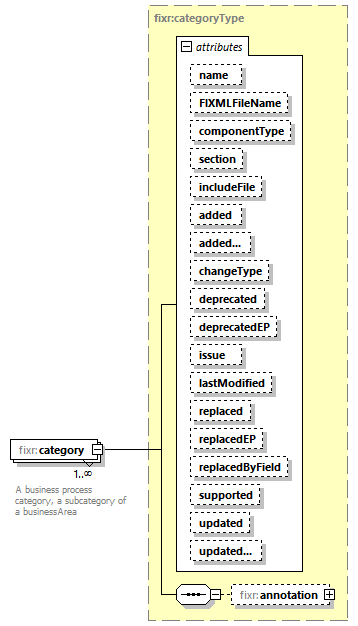 fixr:categoryType
attributes
name
FIXMLFileName
componentType
section
includeFile
added
added...
changeType
deprecated
deprecatedEP
issue
lastModified
replaced
replacedEP
replacedByField
supported
updated
updated...
fixr:category
1..∞
A business process
category, a subcategory of
a businessArea
fixr:annotation